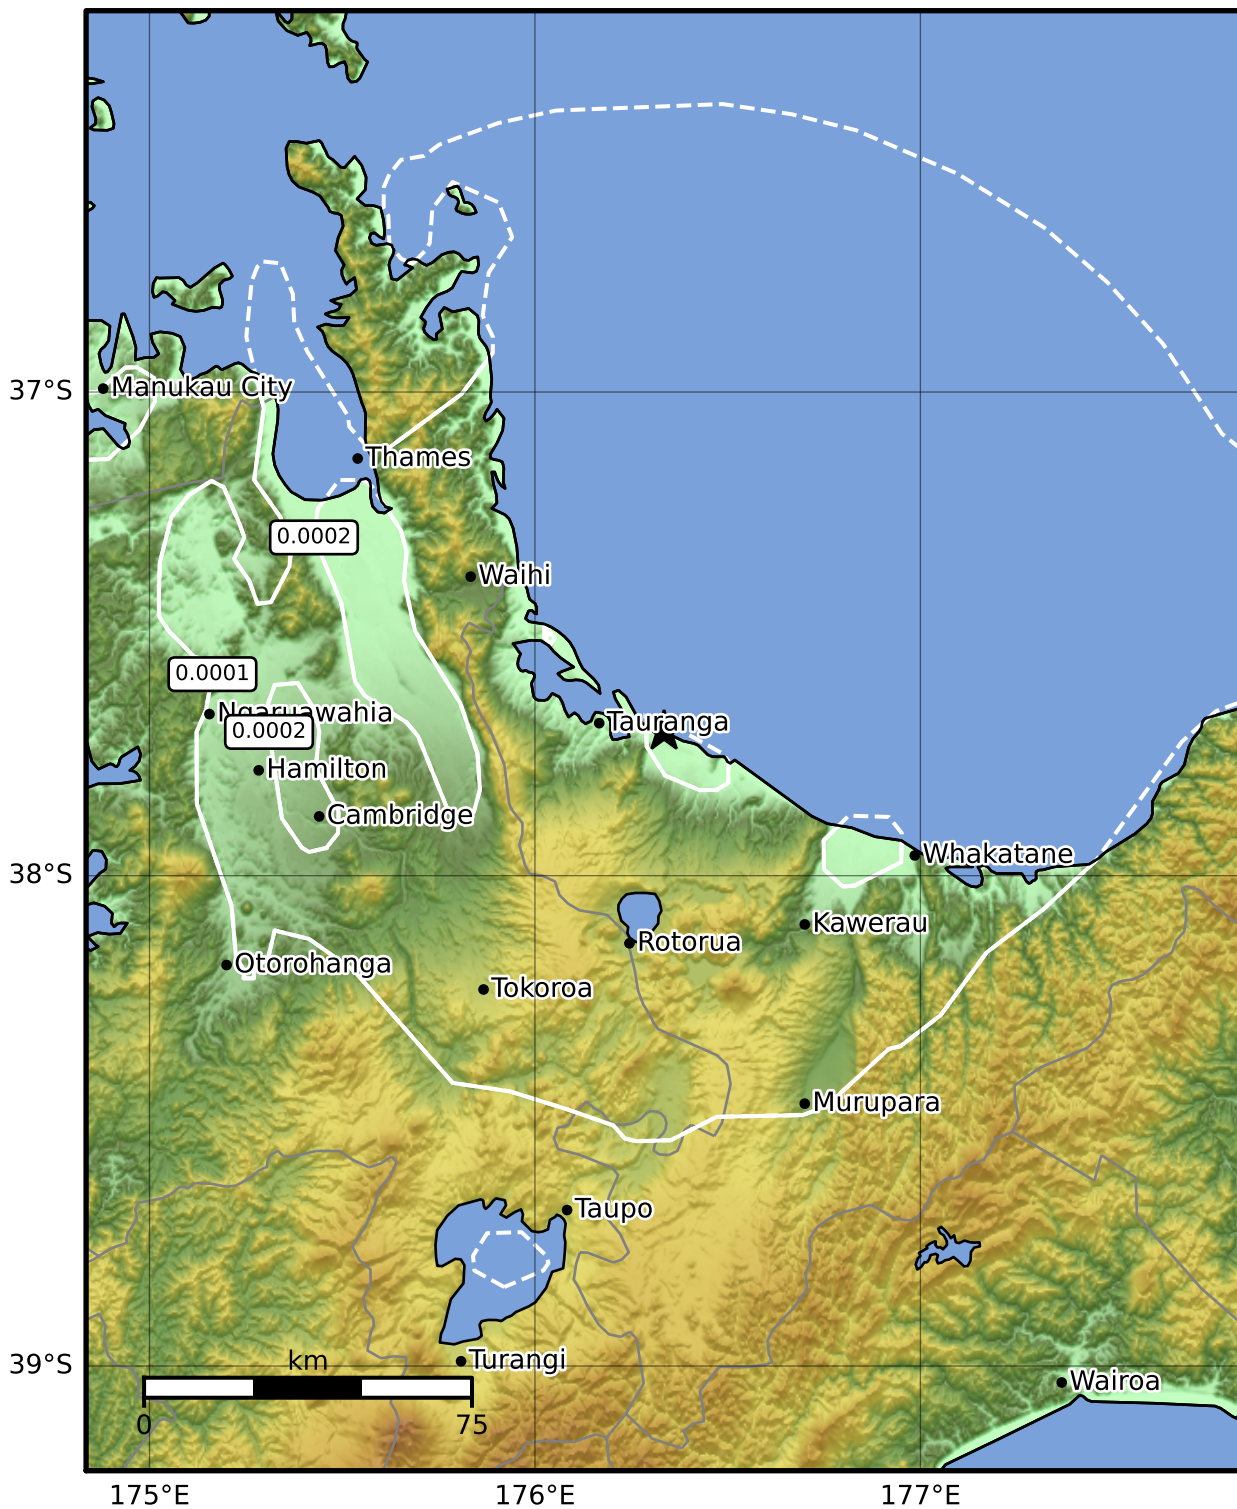 37°S
Manukau City
Thames
0.0002
Waihi
0.0001
Ngaruawahia
0.0002
Tauranga
Hamilton
Cambridge
Whakatane
38°S
Kawerau
Rotorua
Otorohanga
Tokoroa
Murupara
Taupo
39°S
km
Turangi
Wairoa
0
75
175°E
176°E
177°E